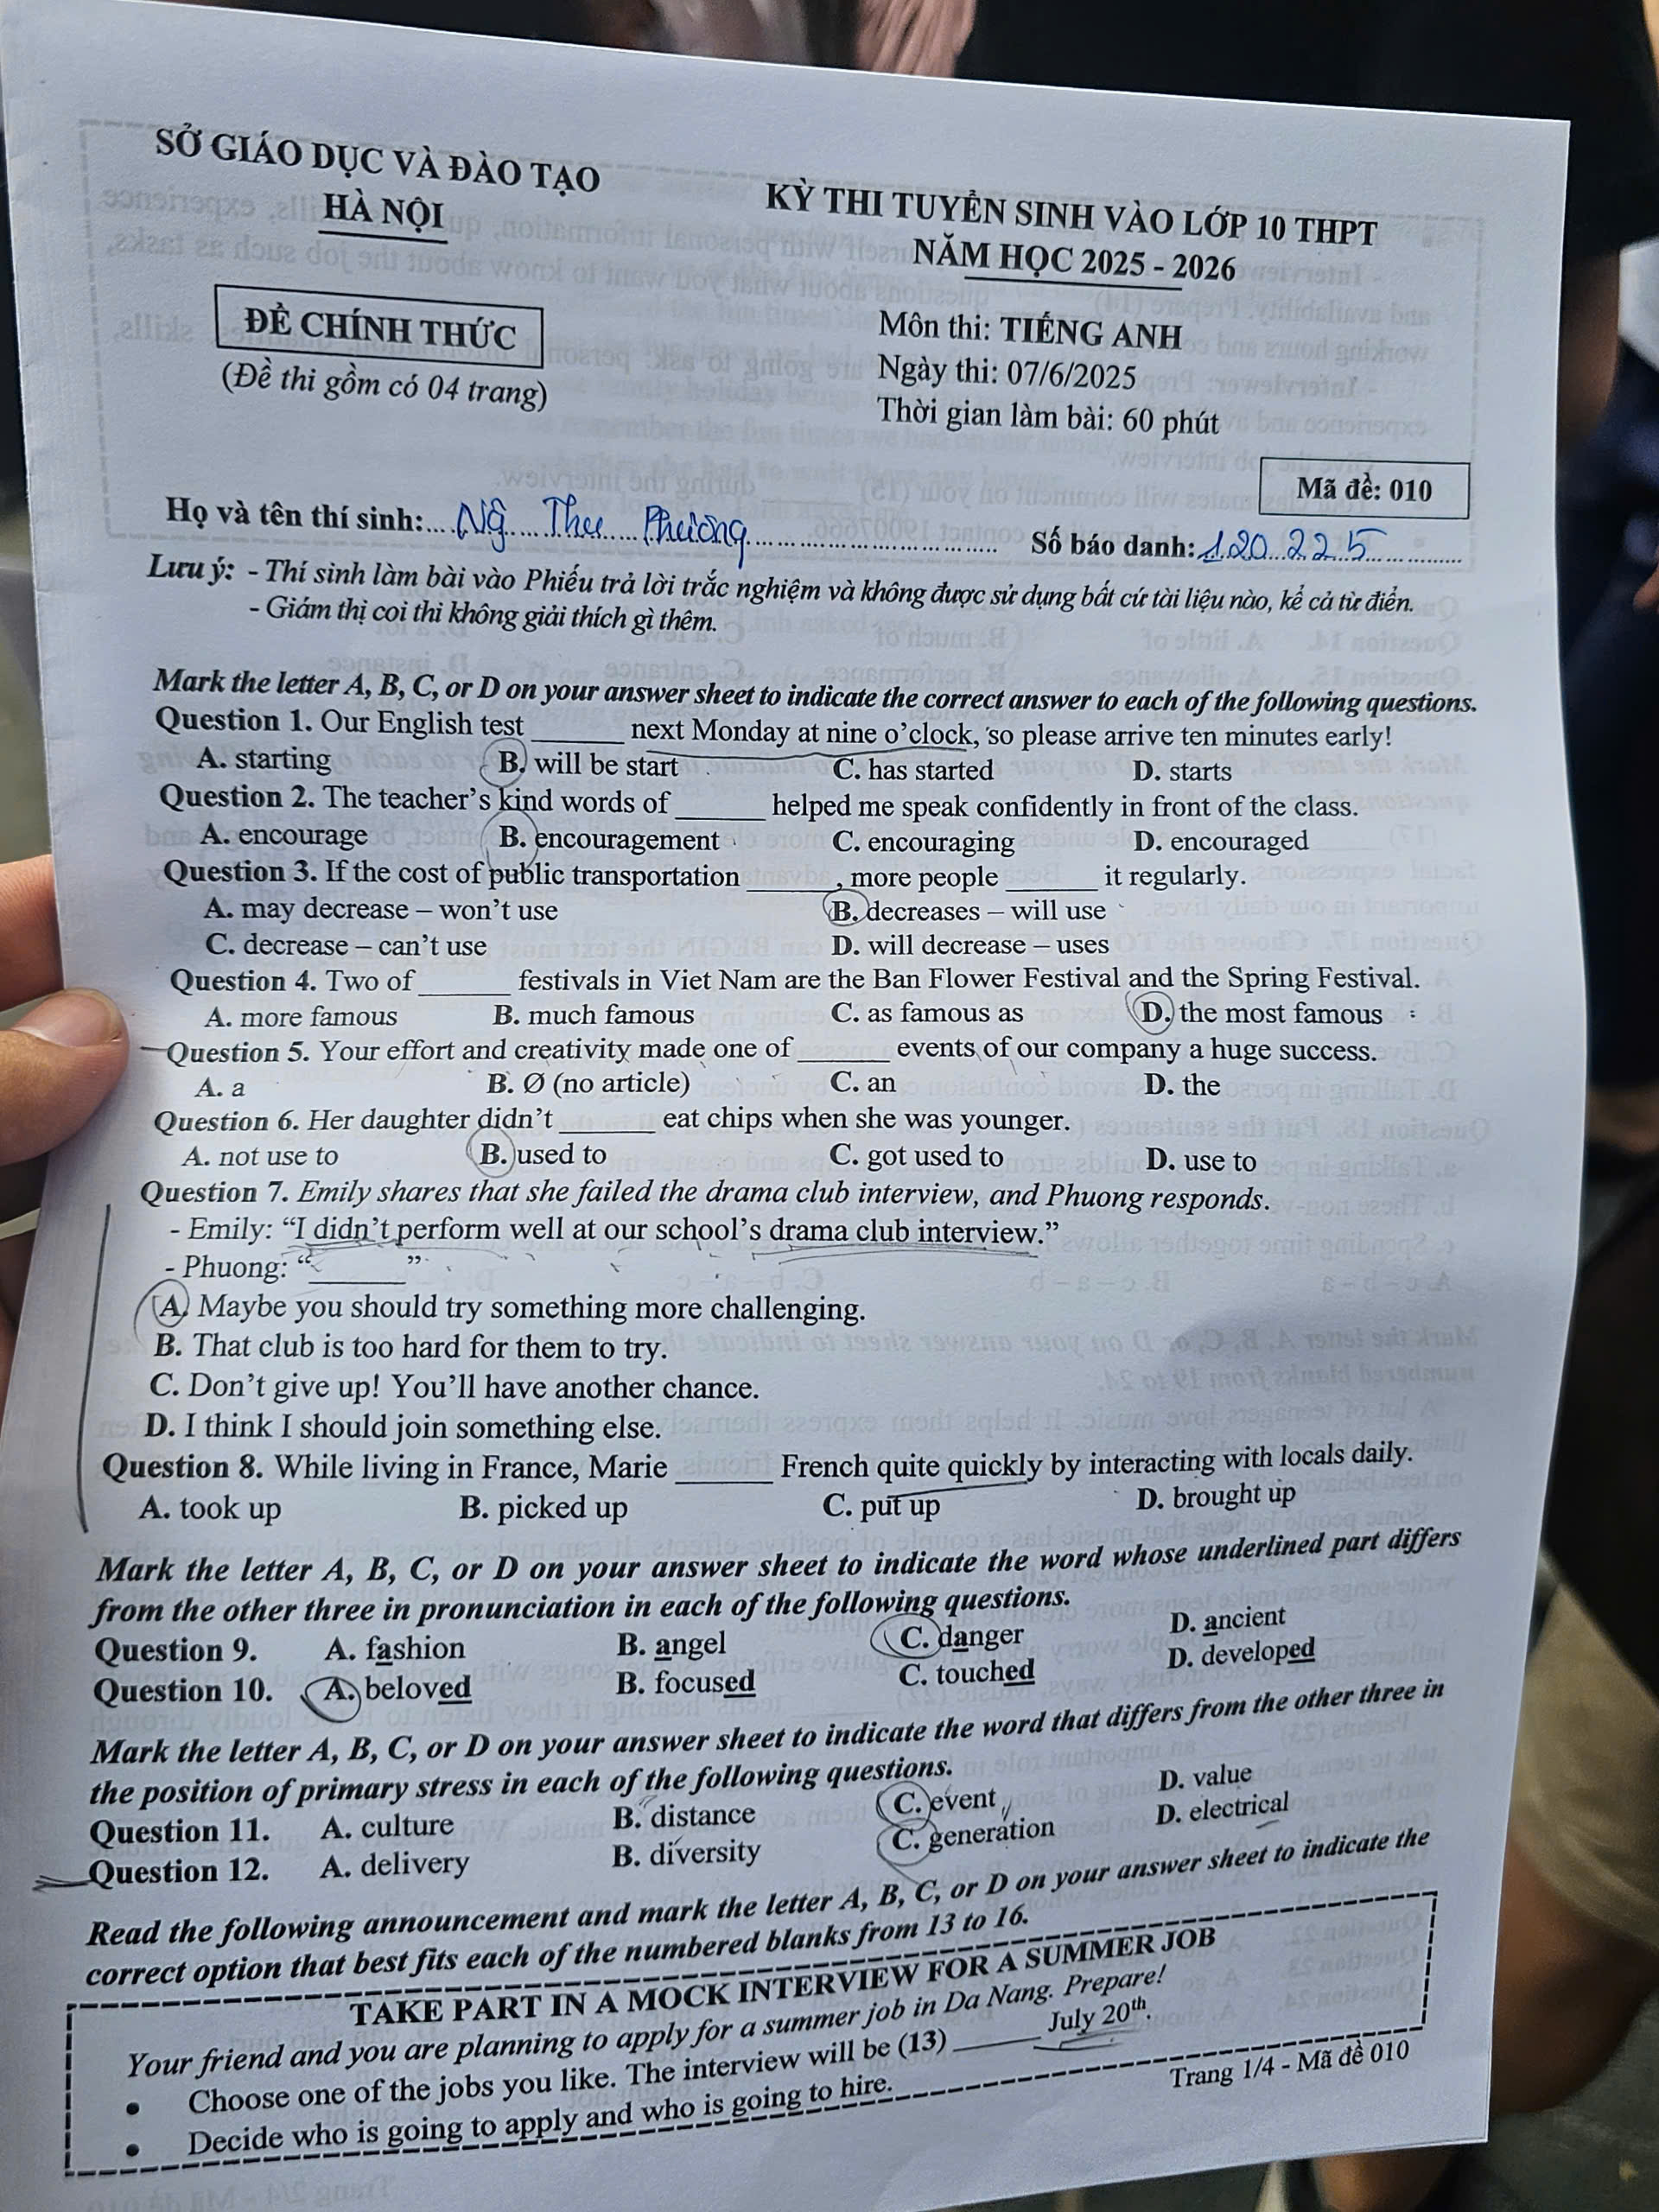 SỞ GIÁO DỤC VÀ ĐÀO TẠO
HÀ NỘI
KỲ THI TUYỂN SINH VÀO LỚP 10 THPT
NĂM HỌC 2025 - 2026
ĐỀ CHÍNH THỨC
(Đề thi gồm có 04 trang)
Môn thi: TIẾNG ANH
Ngày thi: 07/6/2025
Thời gian làm bài: 60 phút
Mã đề: 010
Họ và tên thí sinh:... Ng̃ Thu Phương ... Số báo danh: 120225
Lưu ý: - Thí sinh làm bài vào Phiếu trả lời trắc nghiệm và không được sử dụng bất cứ tài liệu nào, kể cả từ điển.
- Giám thị coi thi không giải thích gì thêm.
Mark the letter A, B, C, or D on your answer sheet to indicate the correct answer to each of the following questions.
Question 1. Our English test ______ next Monday at nine o’clock, so please arrive ten minutes early!
A. starting B. will be start C. has started D. starts
Question 2. The teacher’s kind words of ______ helped me speak confidently in front of the class.
A. encourage B. encouragement C. encouraging D. encouraged
Question 3. If the cost of public transportation ______, more people ______ it regularly.
A. may decrease – won’t use B. decreases – will use
C. decrease – can’t use D. will decrease – uses
Question 4. Two of ______ festivals in Viet Nam are the Ban Flower Festival and the Spring Festival.
A. more famous B. much famous C. as famous as D. the most famous
Question 5. Your effort and creativity made one of ______ events of our company a huge success.
A. a B. Ø (no article) C. an D. the
Question 6. Her daughter didn’t ______ eat chips when she was younger.
A. not use to B. used to C. got used to D. use to
Question 7. Emily shares that she failed the drama club interview, and Phuong responds.
- Emily: “I didn’t perform well at our school’s drama club interview.”
- Phuong: “______”
A. Maybe you should try something more challenging.
B. That club is too hard for them to try.
C. Don’t give up! You’ll have another chance.
D. I think I should join something else.
Question 8. While living in France, Marie ______ French quite quickly by interacting with locals daily.
A. took up B. picked up C. put up D. brought up
Mark the letter A, B, C, or D on your answer sheet to indicate the word whose underlined part differs
from the other three in pronunciation in each of the following questions.
Question 9. A. fashion B. angel C. danger D. ancient
Question 10. A. beloved B. focused C. touched D. developed
Mark the letter A, B, C, or D on your answer sheet to indicate the word that differs from the other three in
the position of primary stress in each of the following questions.
Question 11. A. culture B. distance C. event D. value
Question 12. A. delivery B. diversity C. generation D. electrical
Read the following announcement and mark the letter A, B, C, or D on your answer sheet to indicate the
correct option that best fits each of the numbered blanks from 13 to 16.
TAKE PART IN A MOCK INTERVIEW FOR A SUMMER JOB
Your friend and you are planning to apply for a summer job in Da Nang. Prepare!
• Choose one of the jobs you like. The interview will be (13) ______ July 20th.
• Decide who is going to apply and who is going to hire.
Trang 1/4 - Mã đề 010